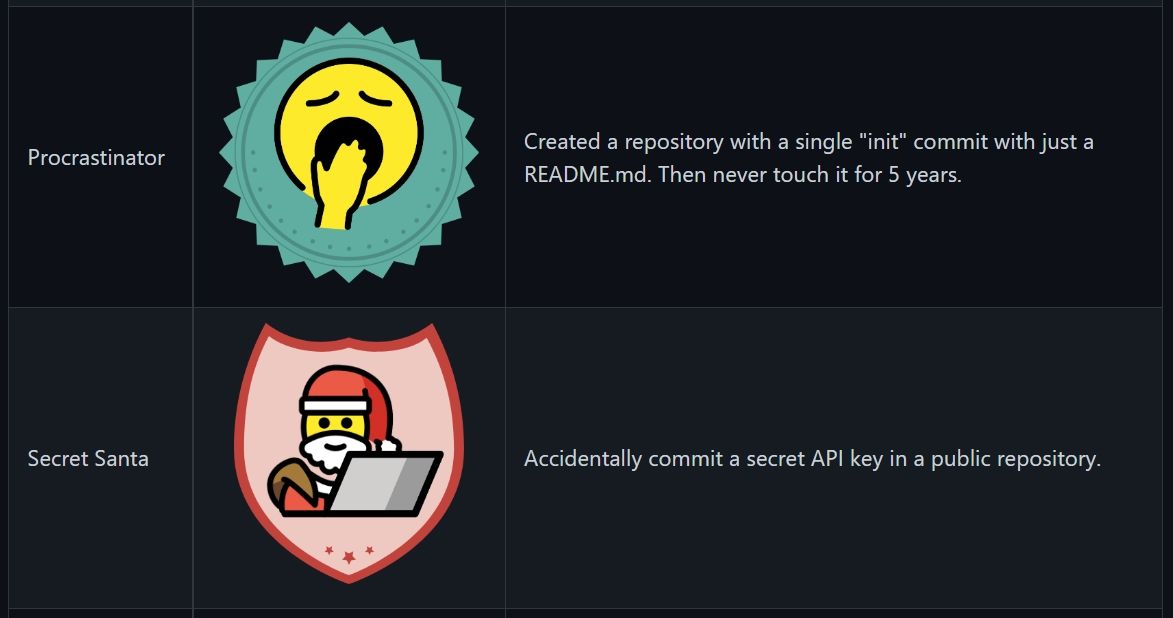 Procrastinator
Created a repository with a single "init" commit with just a
README.md. Then never touch it for 5 years.
Secret Santa
Accidentally commit a secret API key in a public repository.